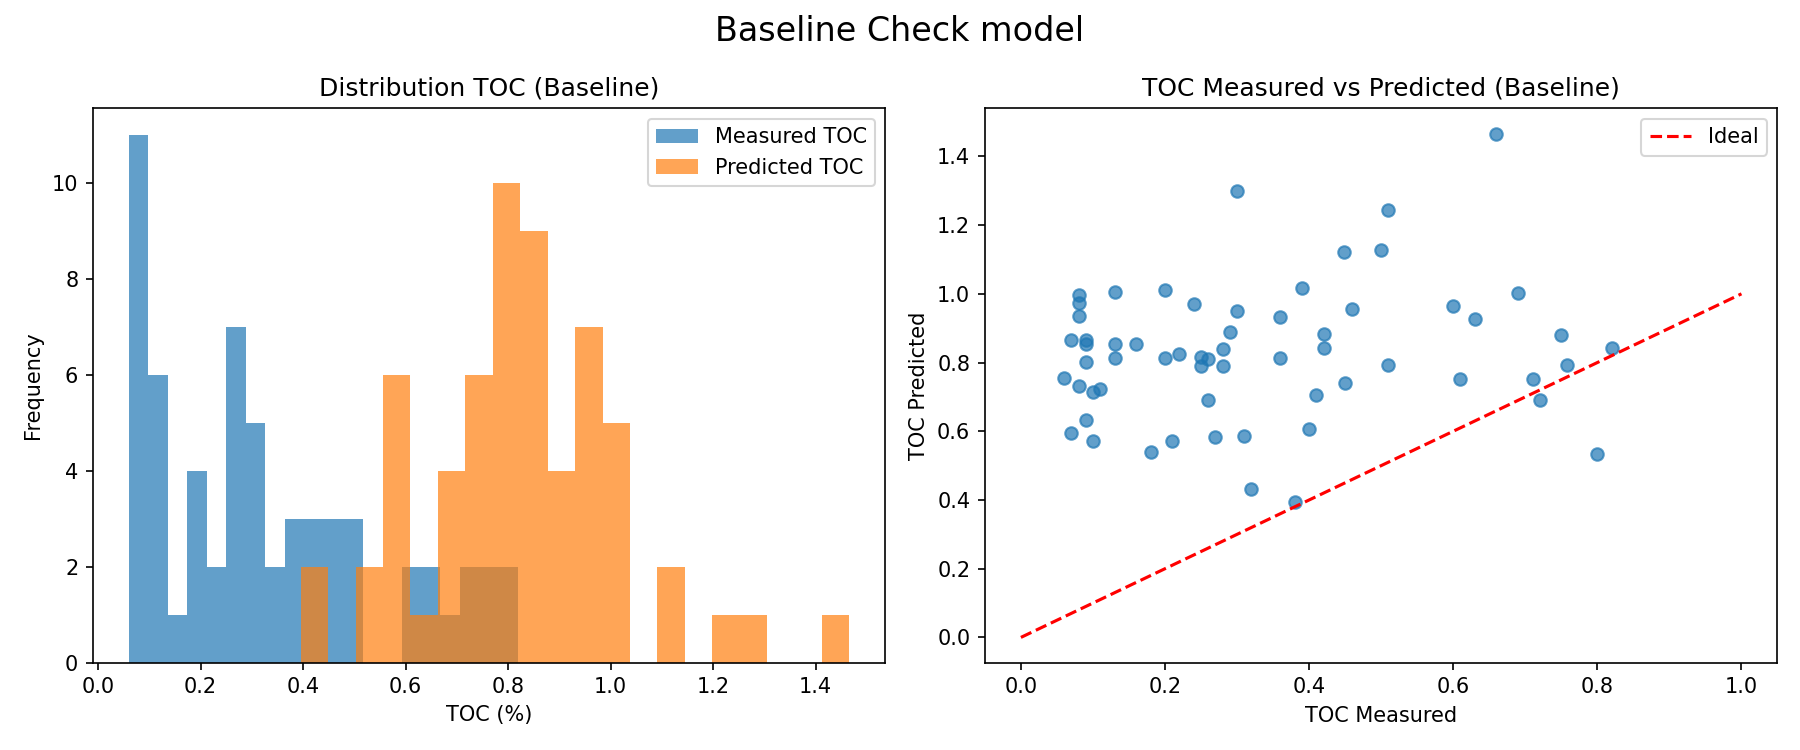 Baseline Check model
Distribution TOC (Baseline)
Measured TOC
Predicted TOC
Frequency
10
8
6
4
2
0
0.0 0.2 0.4 0.6 0.8 1.0 1.2 1.4
TOC (%)
TOC Measured vs Predicted (Baseline)
Ideal
TOC Predicted
1.4
1.2
1.0
0.8
0.6
0.4
0.2
0.0
0.0 0.2 0.4 0.6 0.8 1.0
TOC Measured